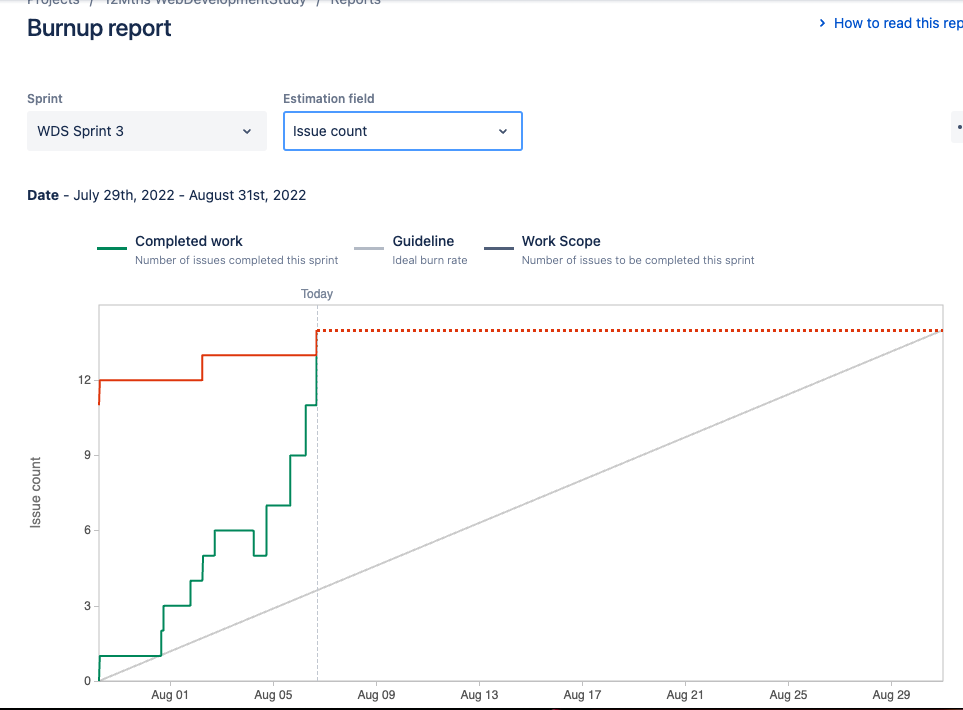 Projects / 12Mths WebDevelopmentStudy / Reports
Burnup report
How to read this rep
Sprint
Estimation field
WDS Sprint 3
Issue count
Date - July 29th, 2022 - August 31st, 2022
Completed work
Number of issues completed this sprint
Guideline
Ideal burn rate
Work Scope
Number of issues to be completed this sprint
Today
12
9
6
3
0
Issue count
Aug 01 Aug 05 Aug 09 Aug 13 Aug 17 Aug 21 Aug 25 Aug 29